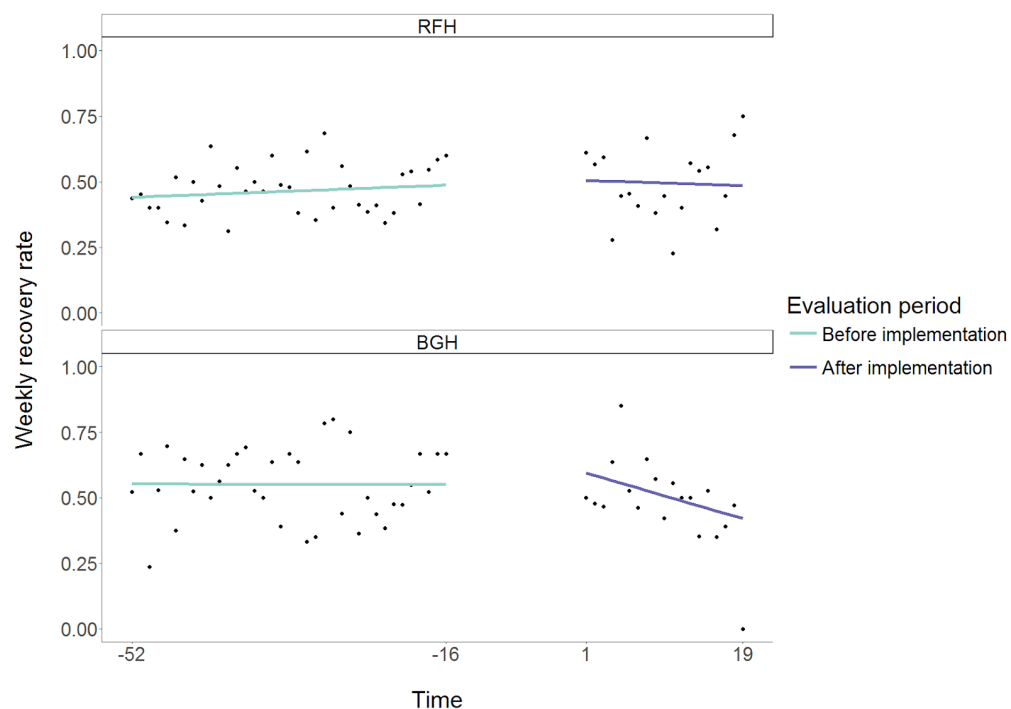 RFH
1.00
0.75
0.50
0.25
0.00
BGH
1.00
0.75
0.50
0.25
0.00
-52
-16
1
19
Time
Weekly recovery rate
Evaluation period
Before implementation
After implementation